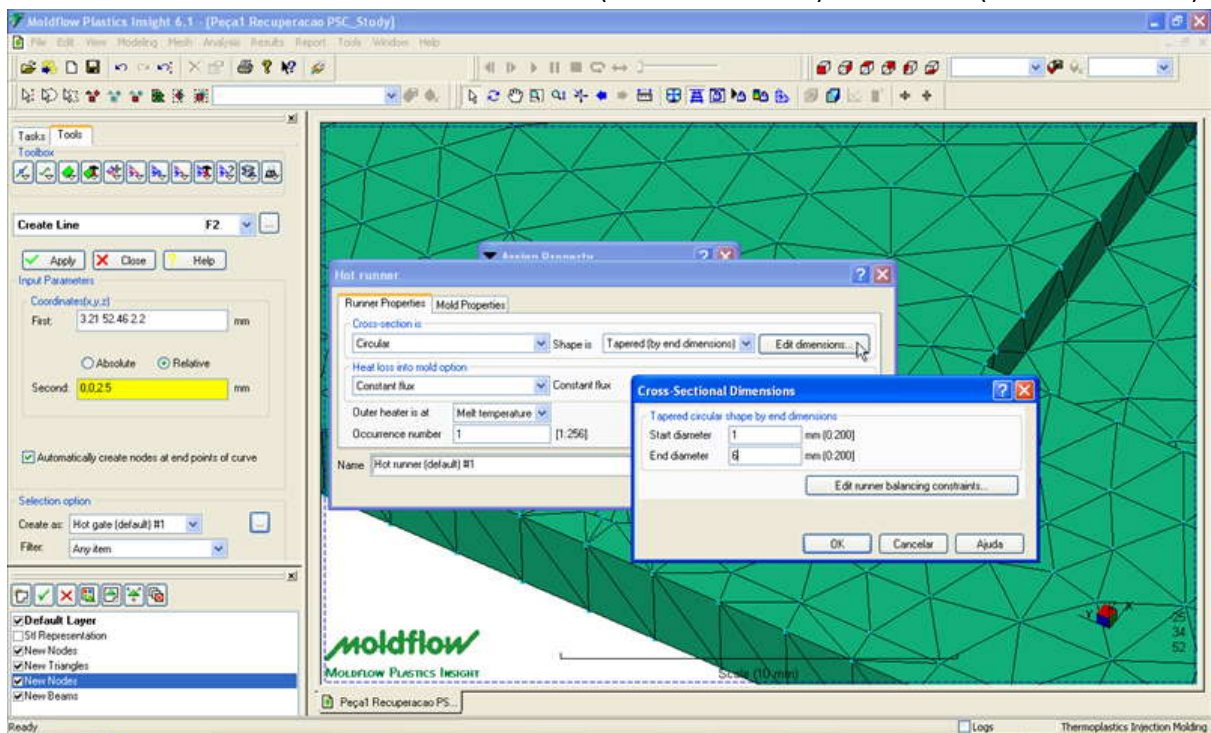 Moldflow Plastics Insight 6.1 - [Peça1 Recuperacao PSC_Study]
File Edit View Modeling Mesh Analysis Results Report Tools Window Help
Tasks Tools
Toolbox
Create Line F2
Apply Close Help
Input Parameters
Coordinates(x,y,z)
First: 3.21 52.46 2.2 mm
Absolute Relative
Second: 0,0,2.5 mm
Automatically create nodes at end points of curve
Selection option
Create as: Hot gate (default) #1
Filter: Any item
Default Layer
Stl Representation
New Nodes
New Triangles
New Nodes
New Beams
Assign Property
Hot runner
Runner Properties Mold Properties
Cross-section is
Circular Shape is Tapered (by end dimensions) Edit dimensions...
Heat loss into mold option
Constant flux Constant flux
Outer heater is at Melt temperature
Occurrence number 1 [1:256]
Name Hot runner (default) #1
Cross-Sectional Dimensions
Tapered circular shape by end dimensions
Start diameter 1 mm (0:200]
End diameter 6 mm (0:200]
Edit runner balancing constraints...
OK Cancelar Ajuda
moldflow
MOLDFLOW PLASTICS INSIGHT
Scale (10 mm)
Y X
25
34
52
Peça1 Recuperacao PS...
Ready Logs Thermoplastics Injection Molding